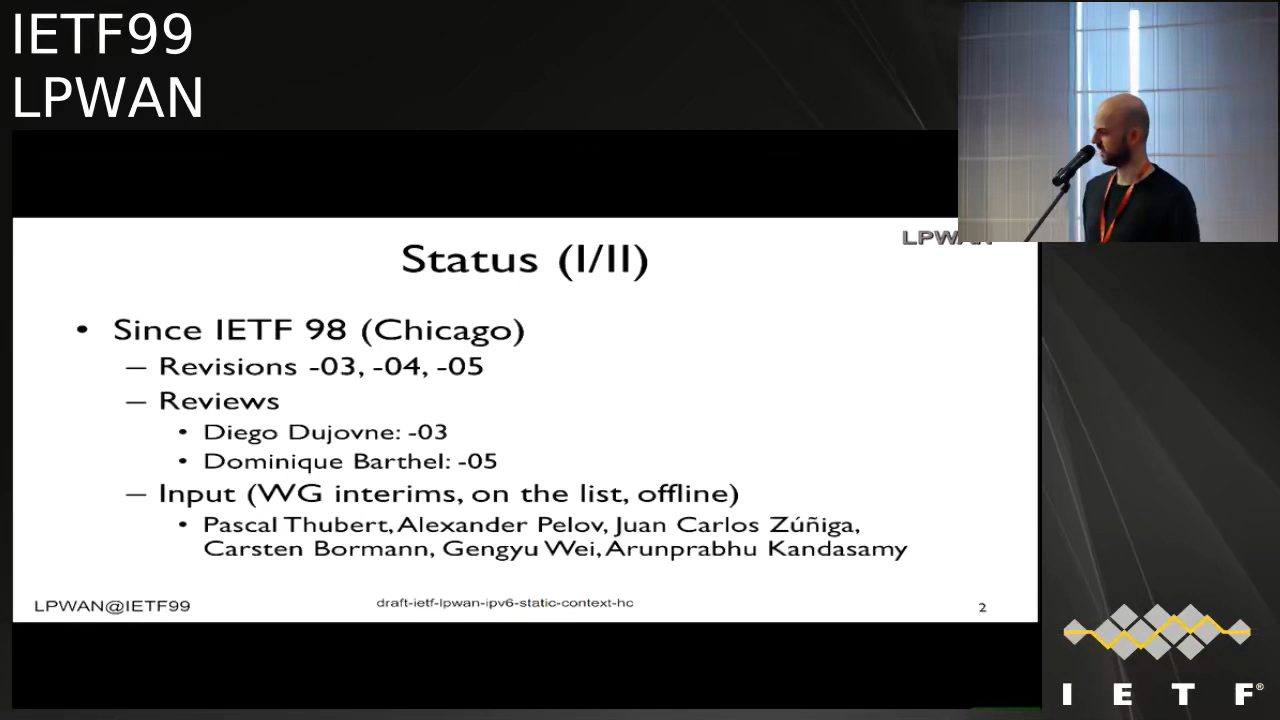 IETF99
LPWAN
LPWAN
Status (I/II)
• Since IETF 98 (Chicago)
– Revisions -03, -04, -05
– Reviews
• Diego Dujovne: -03
• Dominique Barthel: -05
– Input (WG interims, on the list, offline)
• Pascal Thubert, Alexander Pelov, Juan Carlos Zúñiga,
Carsten Bormann, Gengyu Wei, Arunprabhu Kandasamy
LPWAN@IETF99
draft-ietf-lpwan-ipv6-static-context-hc
2
I E T F®